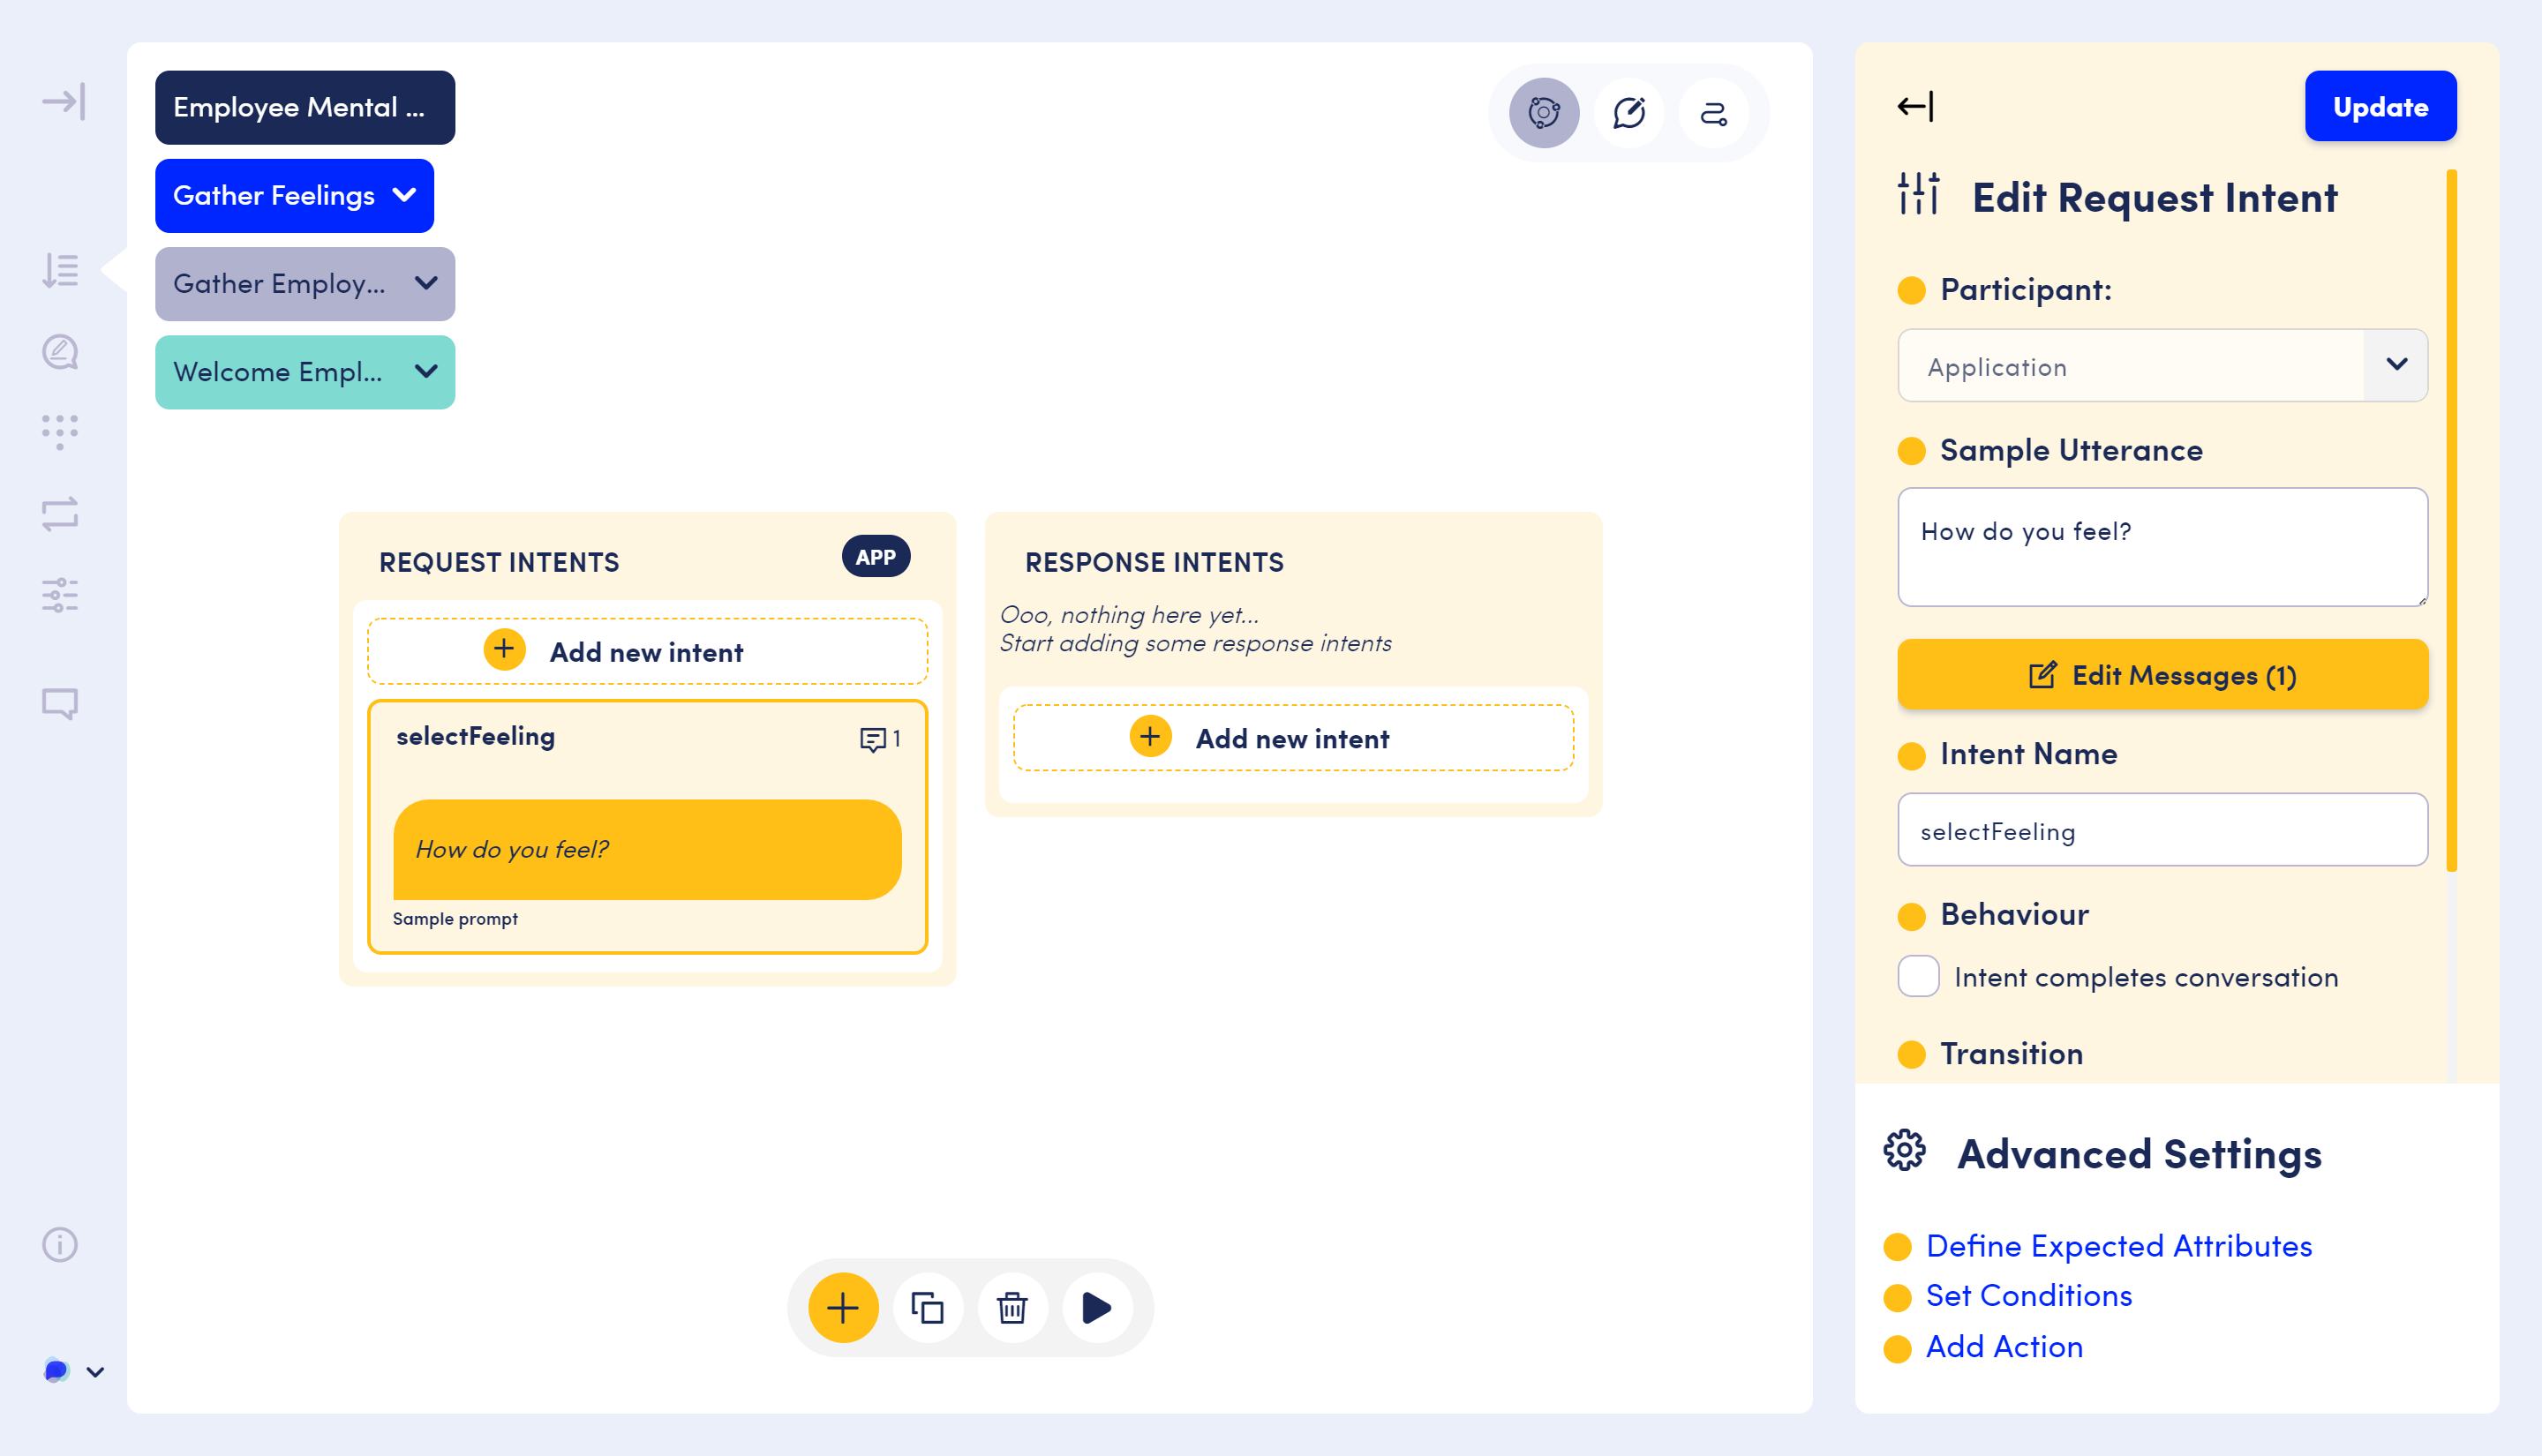 Employee Mental ...
Gather Feelings
Gather Employ...
Welcome Empl...
REQUEST INTENTS
APP
Add new intent
selectFeeling
1
How do you feel?
Sample prompt
RESPONSE INTENTS
Ooo, nothing here yet...
Start adding some response intents
Add new intent
Update
Edit Request Intent
Participant:
Application
Sample Utterance
How do you feel?
Edit Messages (1)
Intent Name
selectFeeling
Behaviour
Intent completes conversation
Transition
Advanced Settings
Define Expected Attributes
Set Conditions
Add Action